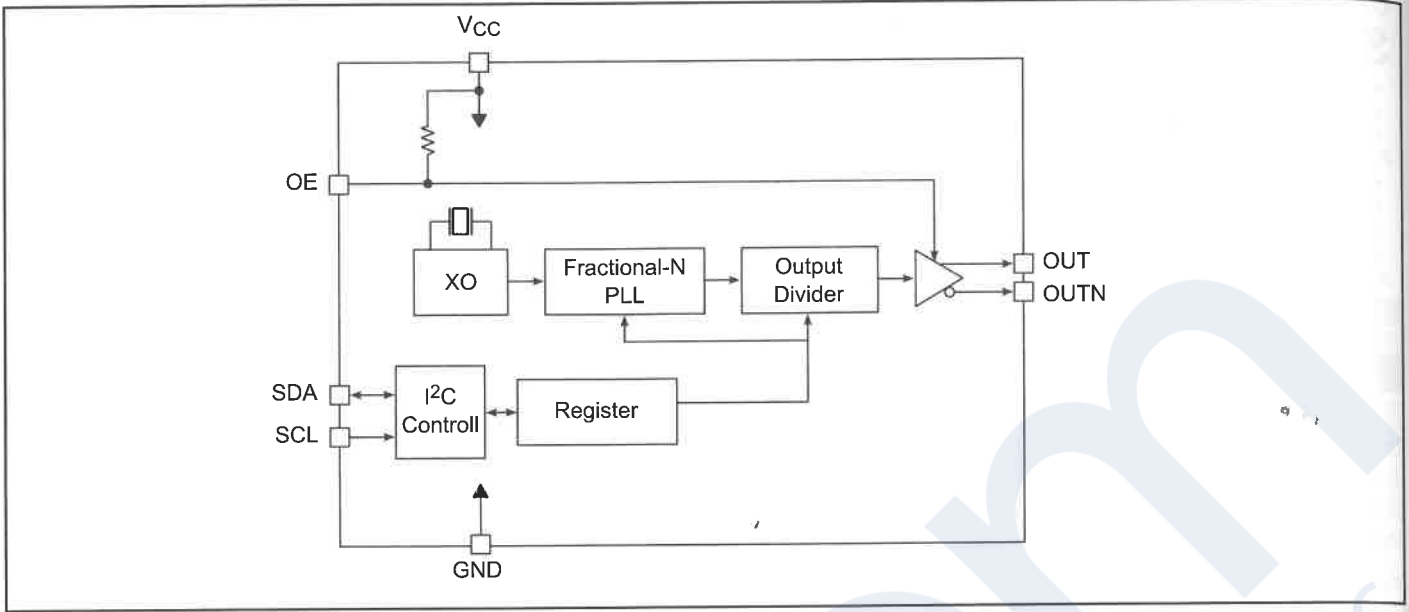 VCC
OE
XO
Fractional-N
PLL
Output
Divider
OUT
OUTN
SDA
SCL
I²C
Controll
Register
GND